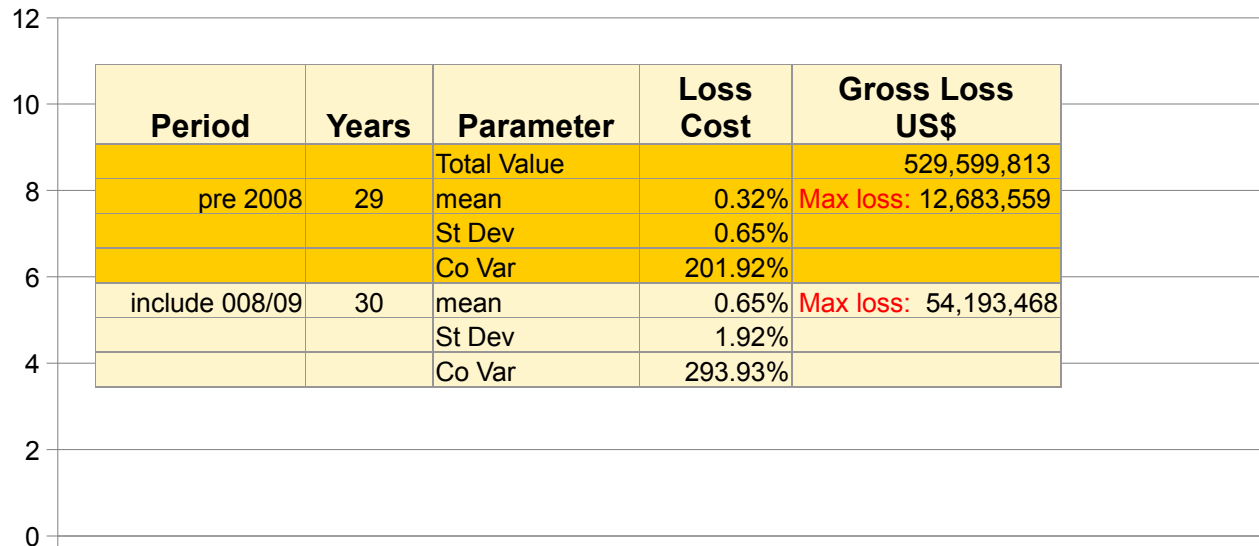 12
10
8
6
4
2
0
Period Years Parameter Loss Cost Gross Loss US$
Total Value 529,599,813
pre 2008 29 mean 0.32% Max loss: 12,683,559
St Dev 0.65%
Co Var 201.92%
include 008/09 30 mean 0.65% Max loss: 54,193,468
St Dev 1.92%
Co Var 293.93%